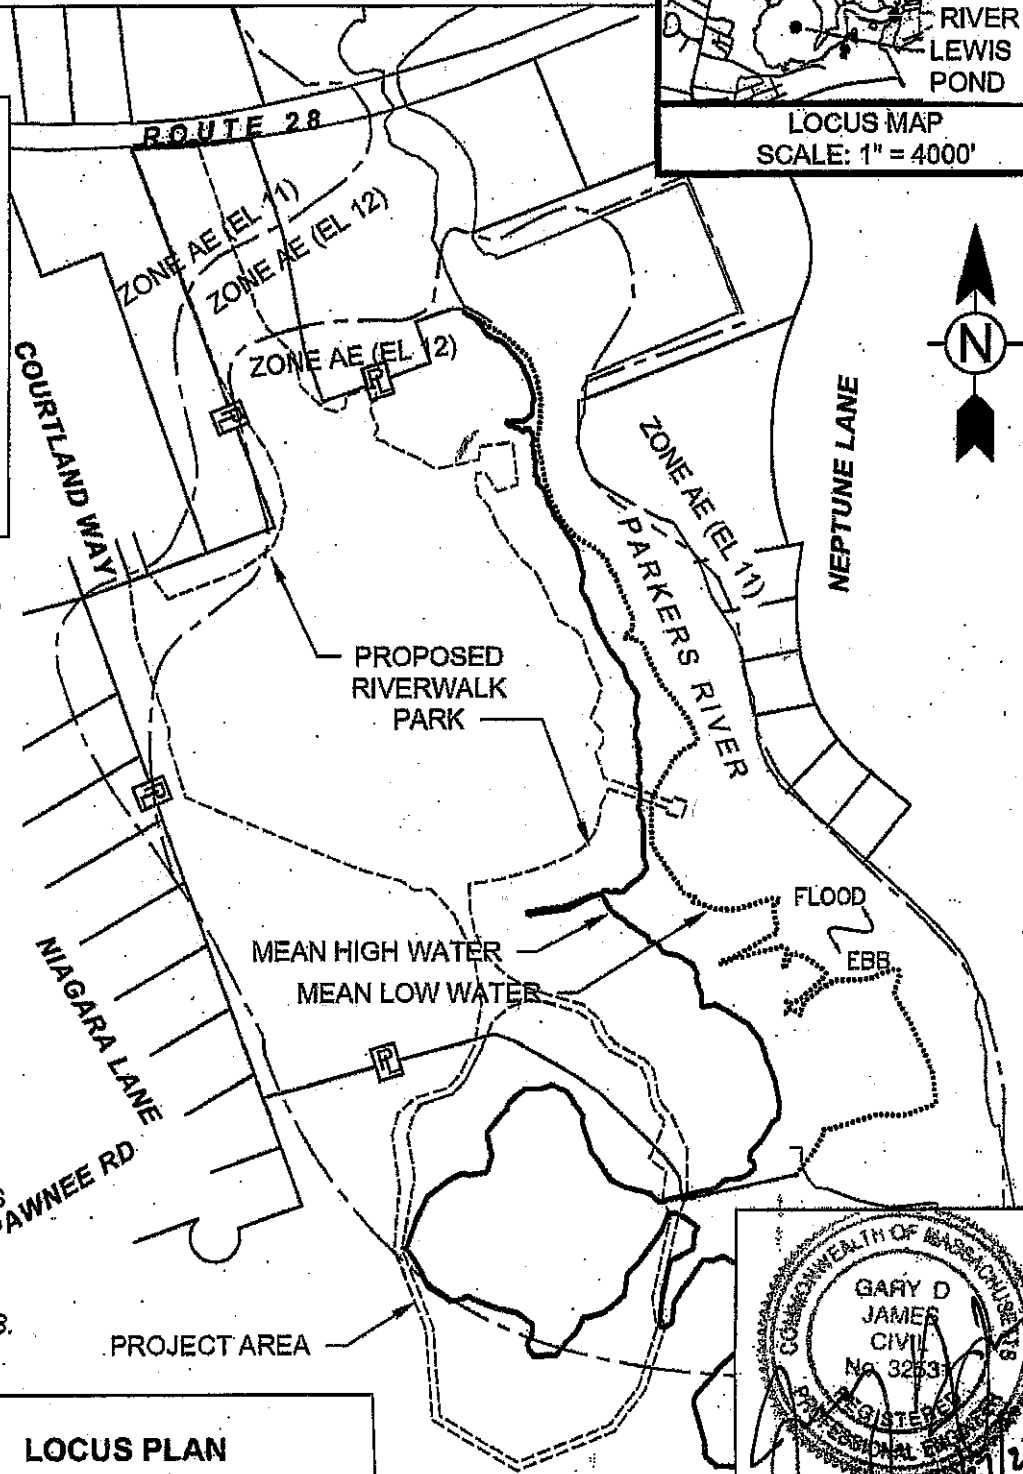 RIVER
LEWIS
POND
LOCUS MAP
SCALE: 1" = 4000'
ROUTE 28
ZONE AE (EL 11)
ZONE AE (EL 12)
ZONE AE (EL 12)
COURTLAND WAY
N
NEPTUNE LANE
ZONE AE (EL 11)
PARKERS RIVER
PROPOSED
RIVERWALK
PARK
FLOOD
EBB
MEAN HIGH WATER
MEAN LOW WATER
NIAGARA LANE
PAWNEE RD
PROJECT AREA
COMMONWEALTH OF MASSACHUSETTS
GARY D
JAMES
CIVIL
No. 3253
REGISTERED
PROFESSIONAL ENGINEER
LOCUS PLAN